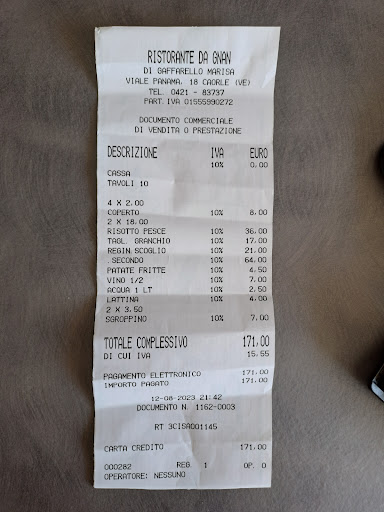 RISTORANTE DA GNAN
DI GAFFARELLO MARISA
VIALE PANAMA, 18 CAORLE (VE)
TEL. 0421 - 83737
PART.IVA 01555990272
DOCUMENTO COMMERCIALE
DI VENDITA O PRESTAZIONE
DESCRIZIONE IVA EURO
10% 0,00
CASSA
TAVOLI 10
4 X 2,00
COPERTO 10% 8,00
2 X 18,00
RISOTTO PESCE 10% 36,00
TAGL. GRANCHIO 10% 17,00
REGIN.SCOGLIO 10% 21,00
.SECONDO 10% 64,00
PATATE FRITTE 10% 4,50
VINO 1/2 10% 7,00
ACQUA 1 LT 10% 2,50
LATTINA 10% 4,00
2 X 3,50
SGROPPINO 10% 7,00
TOTALE COMPLESSIVO 171,00
DI CUI IVA 15,55
PAGAMENTO ELETTRONICO 171,00
IMPORTO PAGATO 171,00
12-08-2023 21:42
DOCUMENTO N. 1162-0003
RT 3CISA001145
CARTA CREDITO 171,00
000282 REG. 1 OP. 0
OPERATORE: NESSUNO